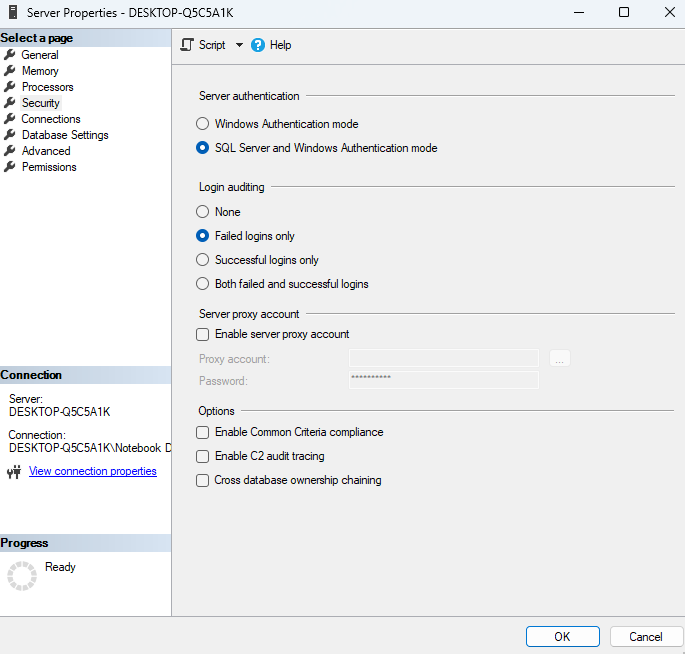 Server Properties - DESKTOP-Q5C5A1K
Select a page
General
Memory
Processors
Security
Connections
Database Settings
Advanced
Permissions
Connection
Server:
DESKTOP-Q5C5A1K
Connection:
DESKTOP-Q5C5A1K\Notebook D
View connection properties
Progress
Ready
Script
Help
Server authentication
Windows Authentication mode
SQL Server and Windows Authentication mode
Login auditing
None
Failed logins only
Successful logins only
Both failed and successful logins
Server proxy account
Enable server proxy account
Proxy account:
...
Password:
**********
Options
Enable Common Criteria compliance
Enable C2 audit tracing
Cross database ownership chaining
OK
Cancel